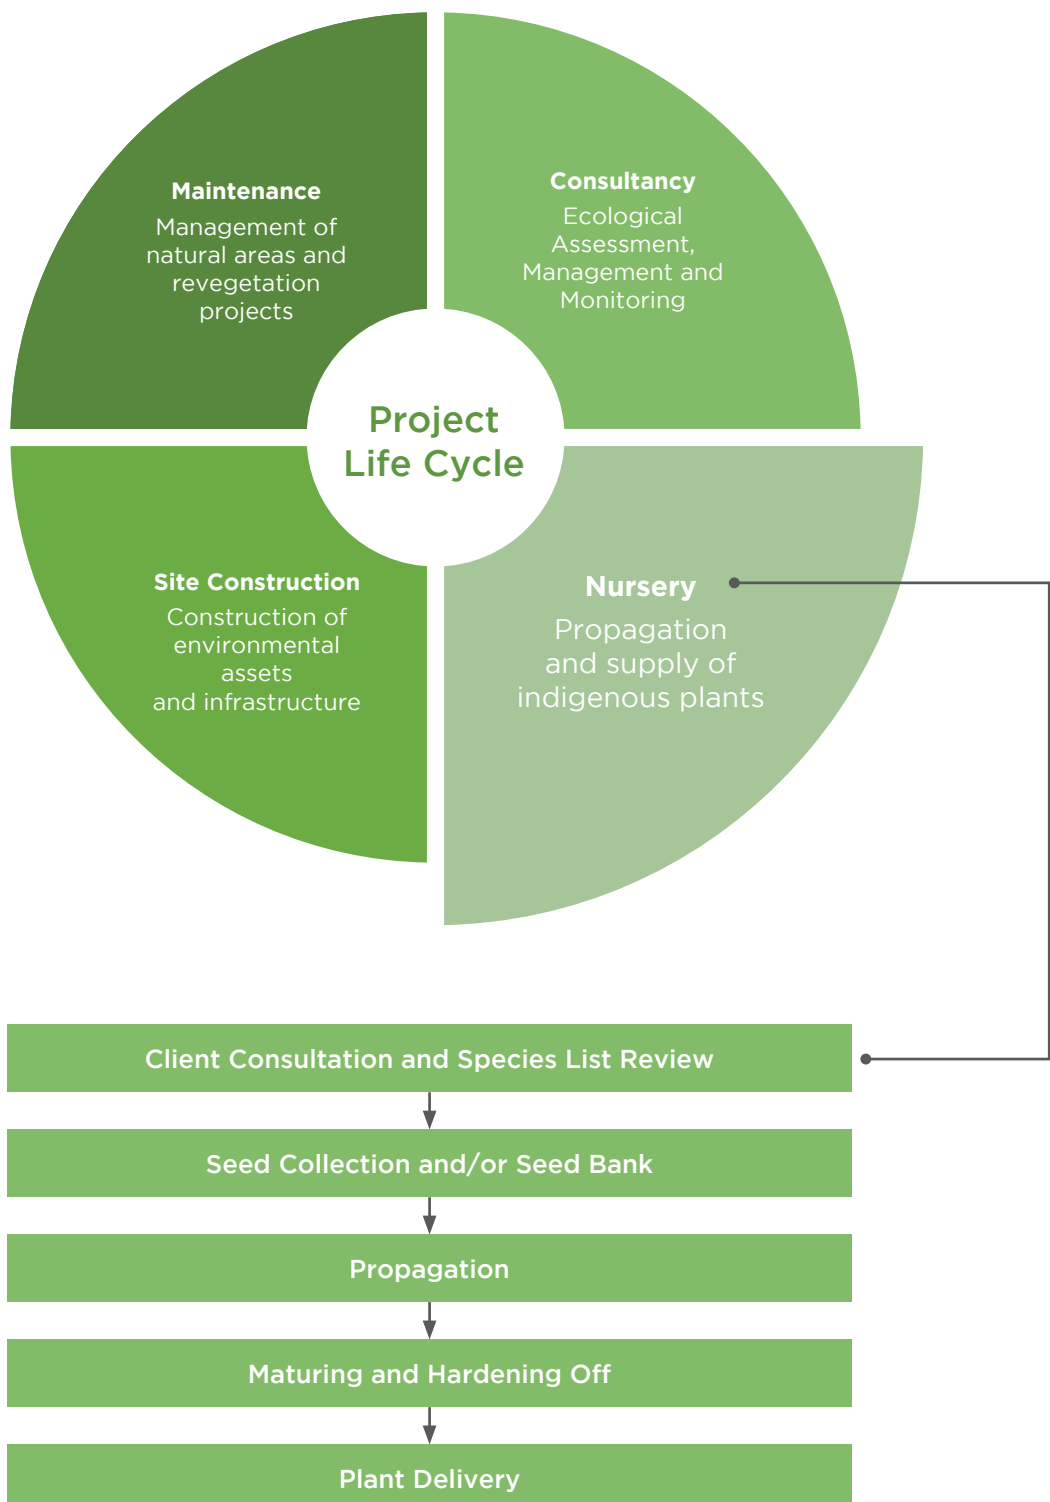 Maintenance
Management of
natural areas and
revegetation
projects
Consultancy
Ecological
Assessment,
Management and
Monitoring
Project
Life Cycle
Site Construction
Construction of
environmental
assets
and infrastructure
Nursery
Propagation
and supply of
indigenous plants
Client Consultation and Species List Review
Seed Collection and/or Seed Bank
Propagation
Maturing and Hardening Off
Plant Delivery